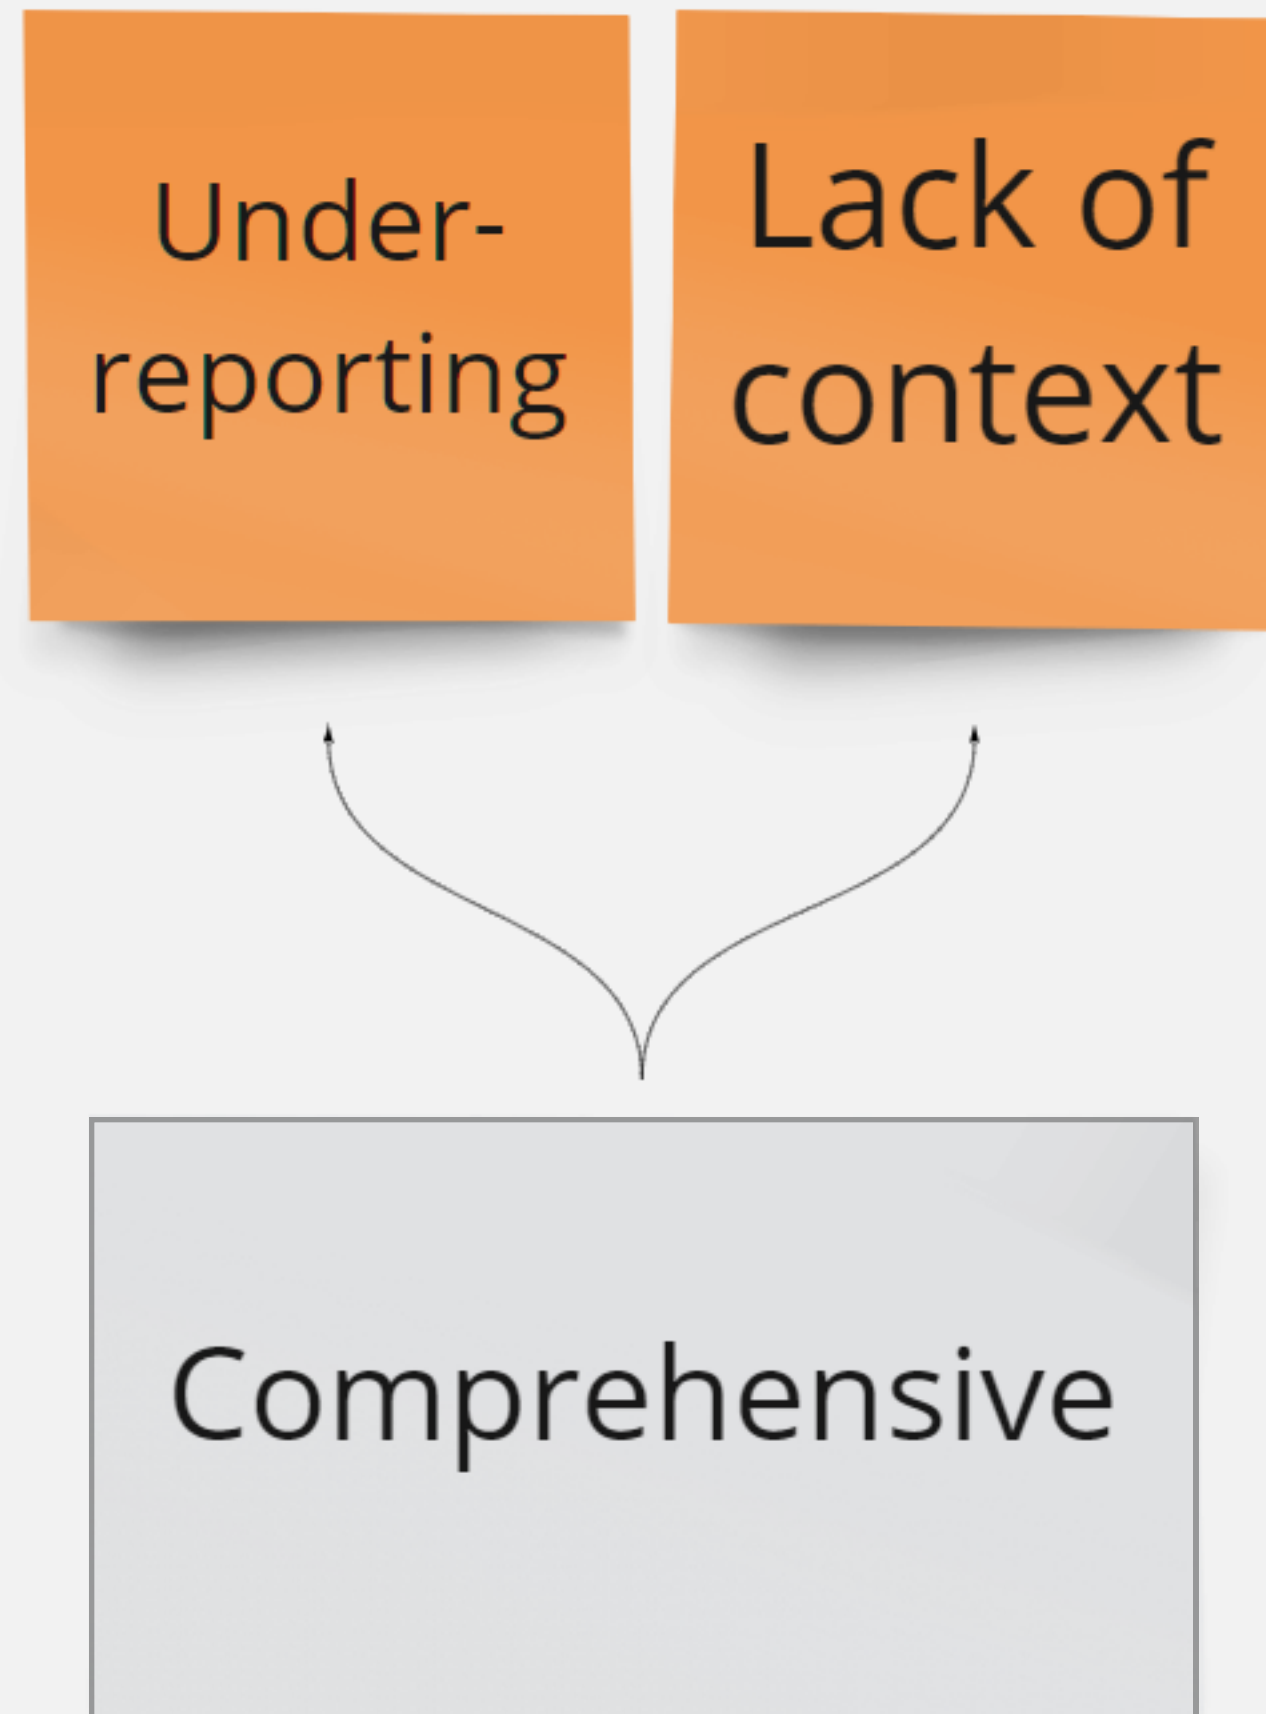 Under-
reporting
Lack of
context
Comprehensive